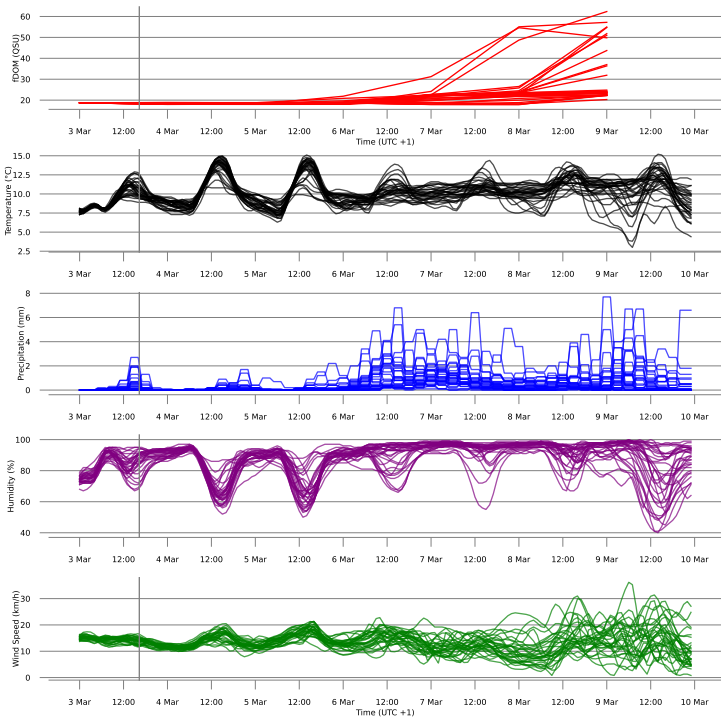 fDOM (QSU)
60
50
40
30
20
3 Mar 12:00 4 Mar 12:00 5 Mar 12:00 6 Mar 12:00 7 Mar 12:00 8 Mar 12:00 9 Mar 12:00 10 Mar
Time (UTC +1)
Temperature (°C)
15.0
12.5
10.0
7.5
5.0
2.5
3 Mar 12:00 4 Mar 12:00 5 Mar 12:00 6 Mar 12:00 7 Mar 12:00 8 Mar 12:00 9 Mar 12:00 10 Mar
Precipitation (mm)
8
6
4
2
0
3 Mar 12:00 4 Mar 12:00 5 Mar 12:00 6 Mar 12:00 7 Mar 12:00 8 Mar 12:00 9 Mar 12:00 10 Mar
Humidity (%)
100
80
60
40
3 Mar 12:00 4 Mar 12:00 5 Mar 12:00 6 Mar 12:00 7 Mar 12:00 8 Mar 12:00 9 Mar 12:00 10 Mar
Wind Speed (km/h)
30
20
10
0
3 Mar 12:00 4 Mar 12:00 5 Mar 12:00 6 Mar 12:00 7 Mar 12:00 8 Mar 12:00 9 Mar 12:00 10 Mar
Time (UTC +1)